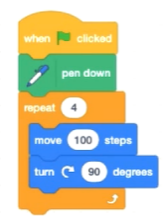 when clicked
pen down
repeat 4
move 100 steps
turn 90 degrees